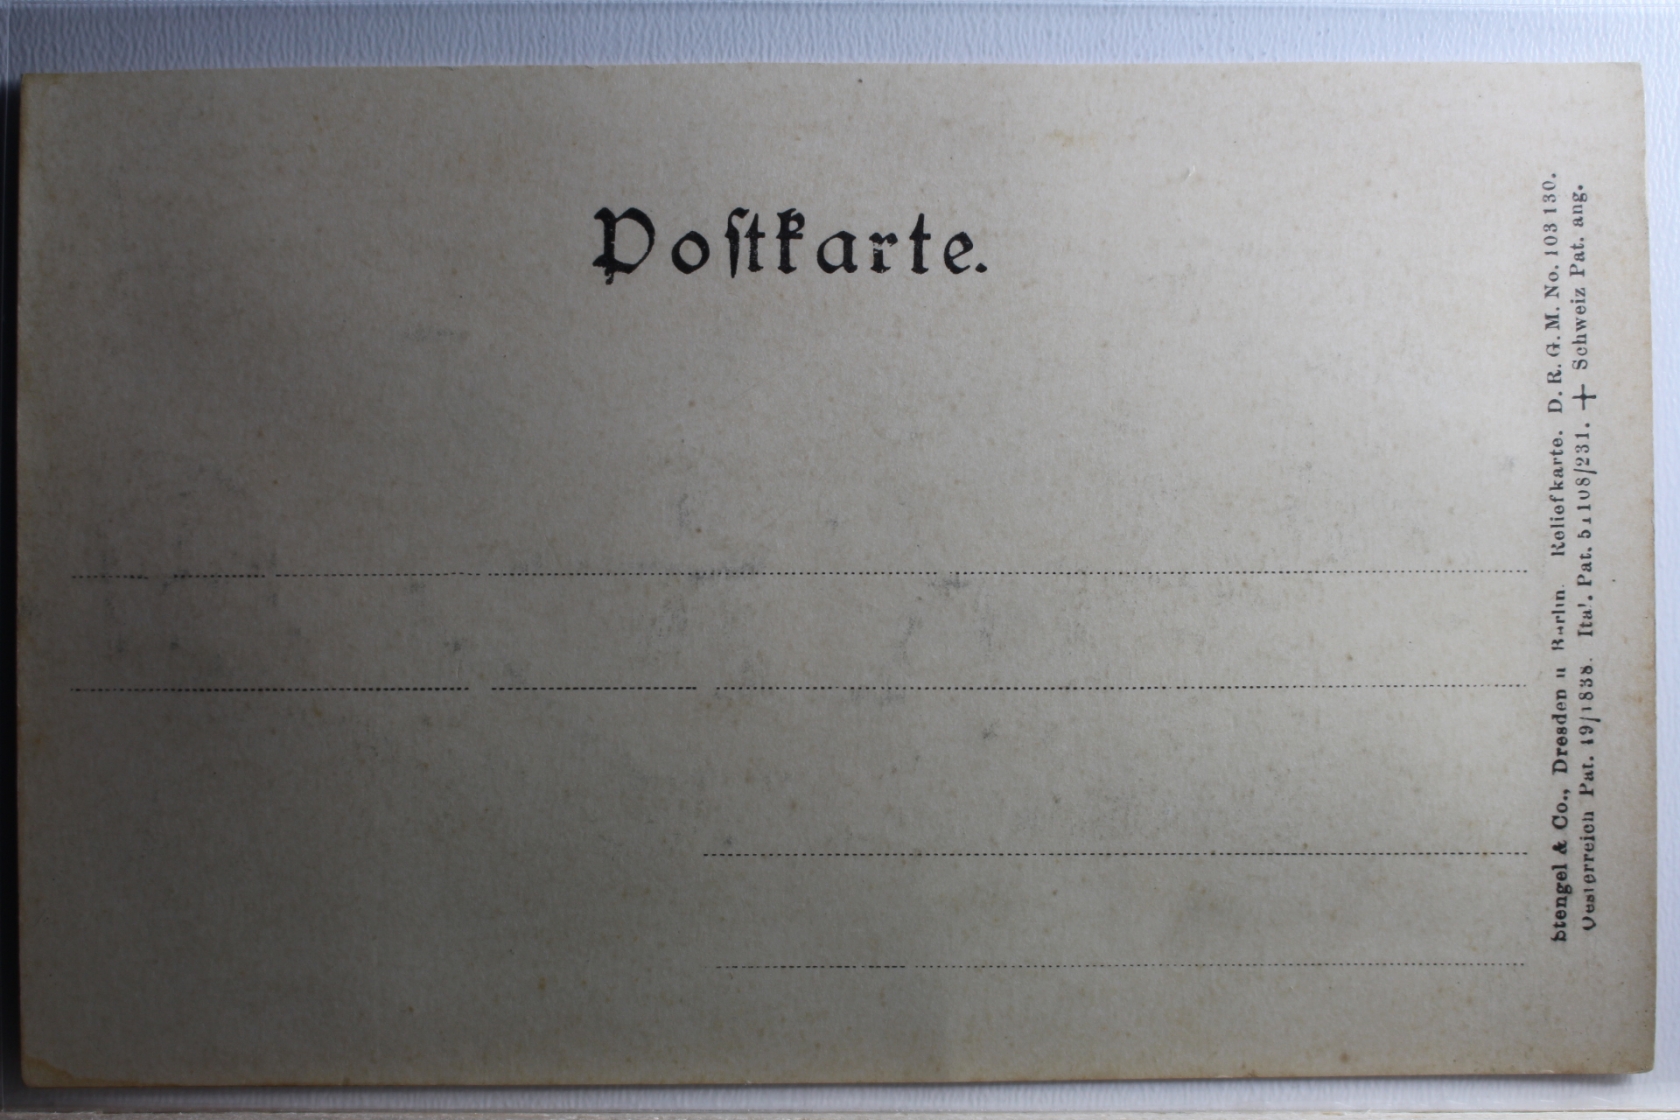 Poſtkarte.
Stengel & Co., Dresden u Berlin. Reliefkarte. D. R. G. M. No. 103 130.
Oesterreich Pat. 19/1838. Ital. Pat. 51108/231. + Schweiz Pat. ang.